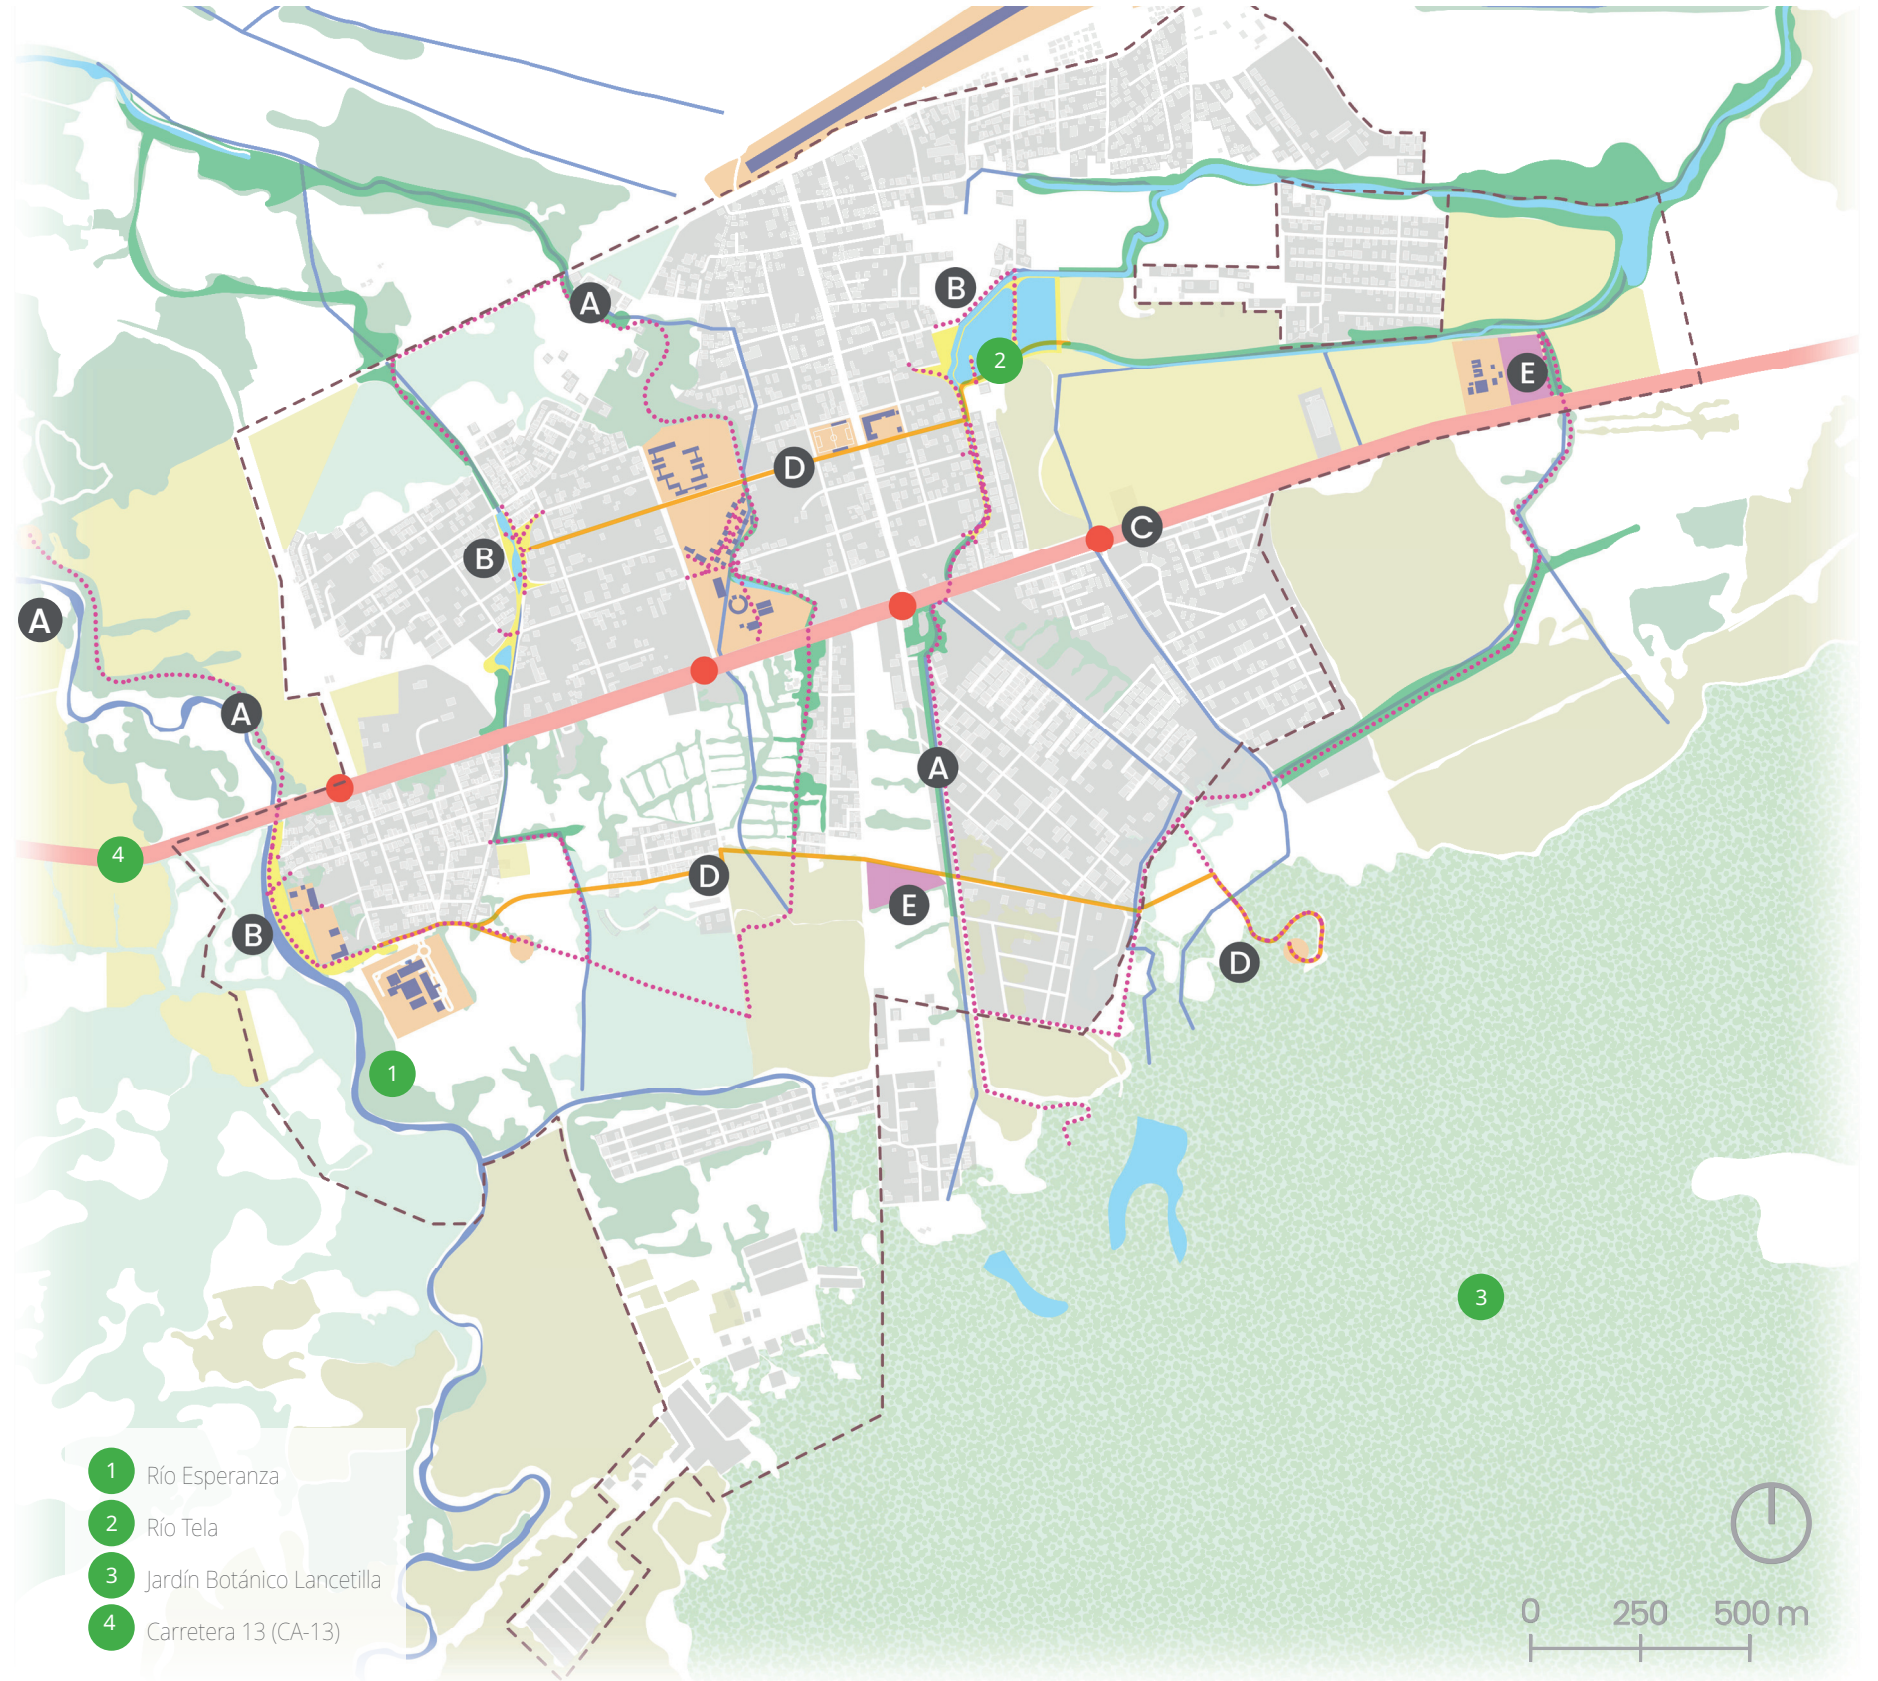 B
A
2
E
D
C
B
A
A
A
4
D
E
B
D
1
3
1 Río Esperanza
2 Río Tela
3 Jardín Botánico Lancetilla
4 Carretera 13 (CA-13)
0 250 500 m